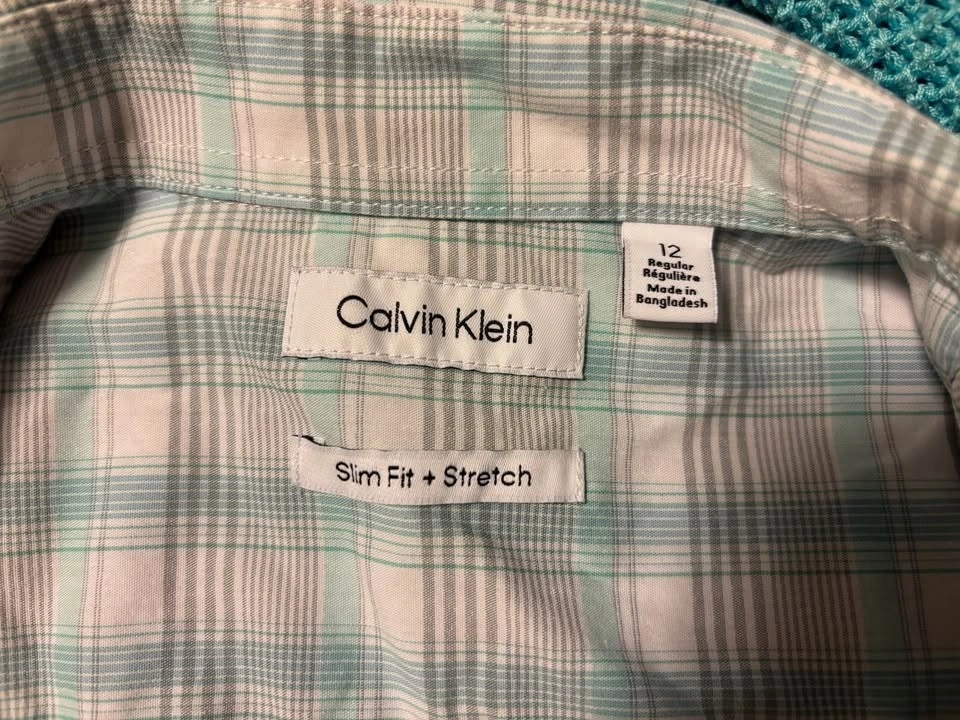 Calvin Klein
12
Regular
Régulière
Made in
Bangladesh
Slim Fit + Stretch